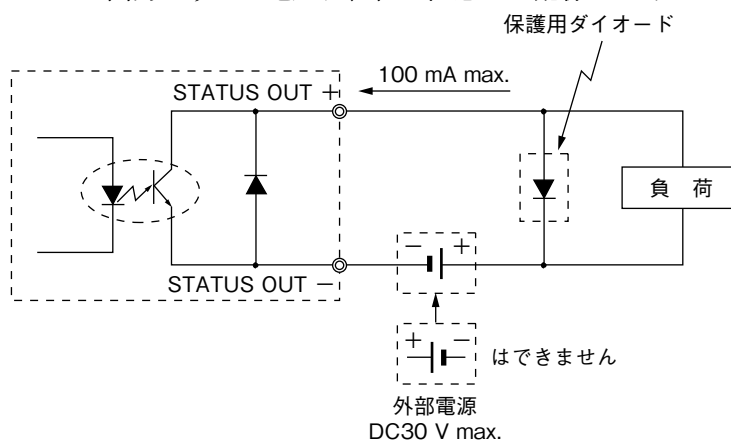 保護用ダイオード
100 mA max.
STATUS OUT +
負 荷
− +
STATUS OUT −
+ −
はできません
外部電源
DC30 V max.